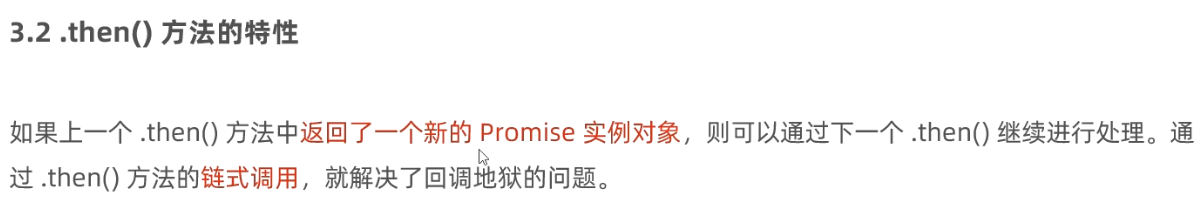 3.2 .then() 方法的特性
如果上一个 .then() 方法中返回了一个新的 Promise 实例对象，则可以通过下一个 .then() 继续进行处理。通
过 .then() 方法的链式调用，就解决了回调地狱的问题。